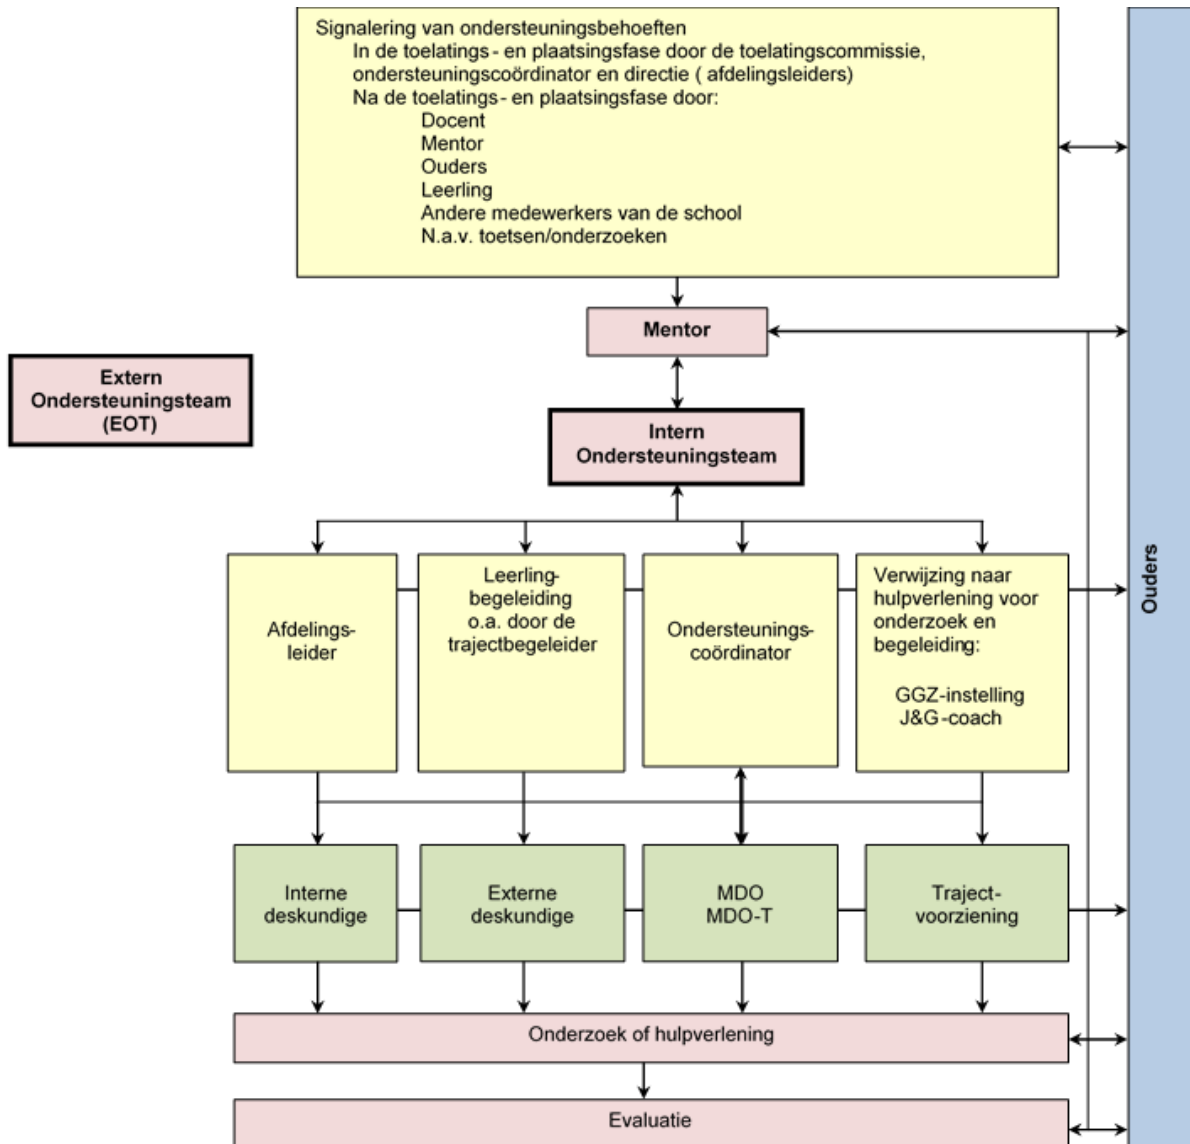 Signalering van ondersteuningsbehoeften
In de toelatings- en plaatsingsfase door de toelatingscommissie,
ondersteuningscoördinator en directie ( afdelingsleiders)
Na de toelatings- en plaatsingsfase door:
Docent
Mentor
Ouders
Leerling
Andere medewerkers van de school
N.a.v. toetsen/onderzoeken
Mentor
Extern
Ondersteuningsteam
(EOT)
Intern
Ondersteuningsteam
Afdelings-
leider
Leerling-
begeleiding
o.a. door de
trajectbegeleider
Ondersteunings-
coördinator
Verwijzing naar
hulpverlening voor
onderzoek en
begeleiding:
GGZ-instelling
J&G-coach
Ouders
Interne
deskundige
Externe
deskundige
MDO
MDO-T
Traject-
voorziening
Onderzoek of hulpverlening
Evaluatie